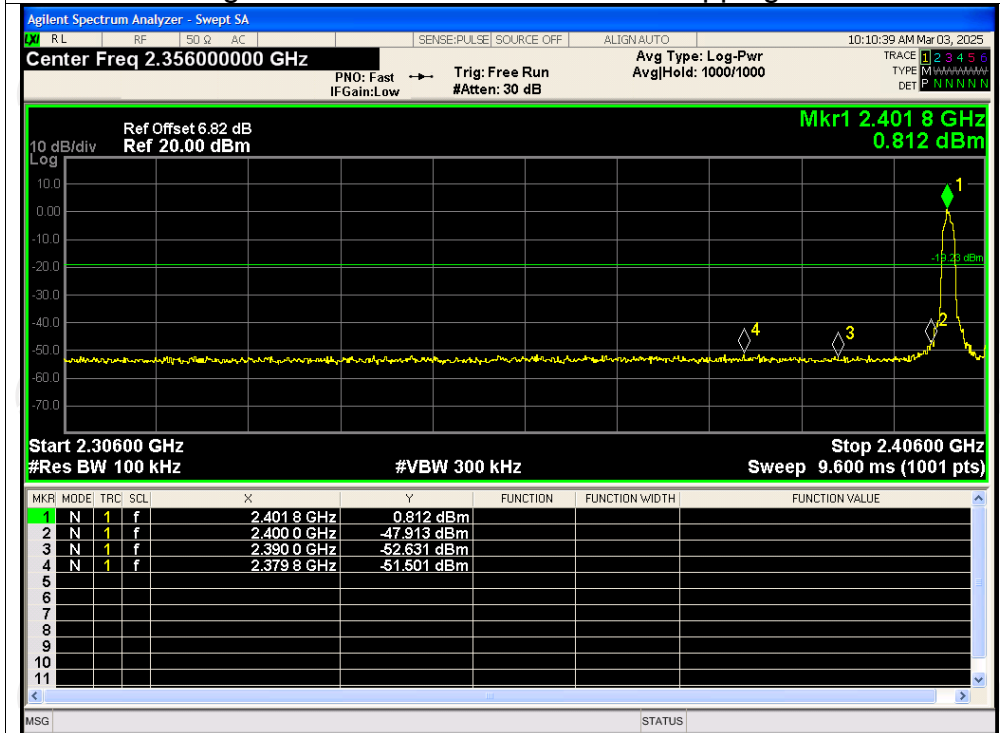 Agilent Spectrum Analyzer - Swept SA
LXI RL RF 50 Ω AC SENSE:PULSE SOURCE OFF ALIGN AUTO 10:10:39 AM Mar 03, 2025
Center Freq 2.356000000 GHz
PNO: Fast
IFGain:Low
Trig: Free Run
#Atten: 30 dB
Avg Type: Log-Pwr
Avg|Hold: 1000/1000
TRACE 1 2 3 4 5 6
TYPE M
DET P N N N N N
Mkr1 2.401 8 GHz
0.812 dBm
Ref Offset 6.82 dB
10 dB/div Ref 20.00 dBm
Log
10.0
0.00
-10.0
-20.0
-30.0
-40.0
-50.0
-60.0
-70.0
1
-19.23 dBm
4
3
2
Start 2.30600 GHz Stop 2.40600 GHz
#Res BW 100 kHz #VBW 300 kHz Sweep 9.600 ms (1001 pts)
MKR MODE TRC SCL X Y FUNCTION FUNCTION WIDTH FUNCTION VALUE
1 N 1 f 2.401 8 GHz 0.812 dBm
2 N 1 f 2.400 0 GHz -47.913 dBm
3 N 1 f 2.390 0 GHz -52.631 dBm
4 N 1 f 2.379 8 GHz -51.501 dBm
5
6
7
8
9
10
11
MSG STATUS